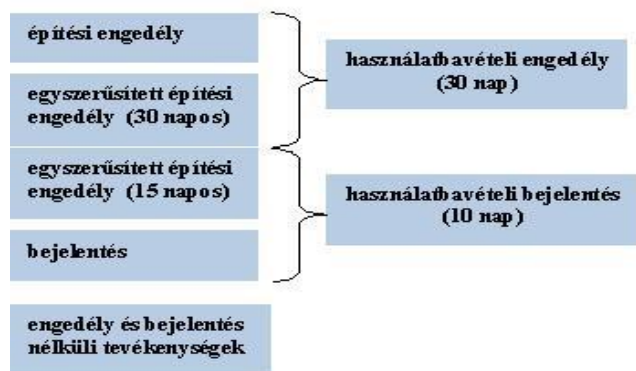 építési engedély
egyszerűsített építési
engedély (30 napos)
egyszerűsített építési
engedély (15 napos)
bejelentés
engedély és bejelentés
nélküli tevékenységek
használatbavételi engedély
(30 nap)
használatbavételi bejelentés
(10 nap)